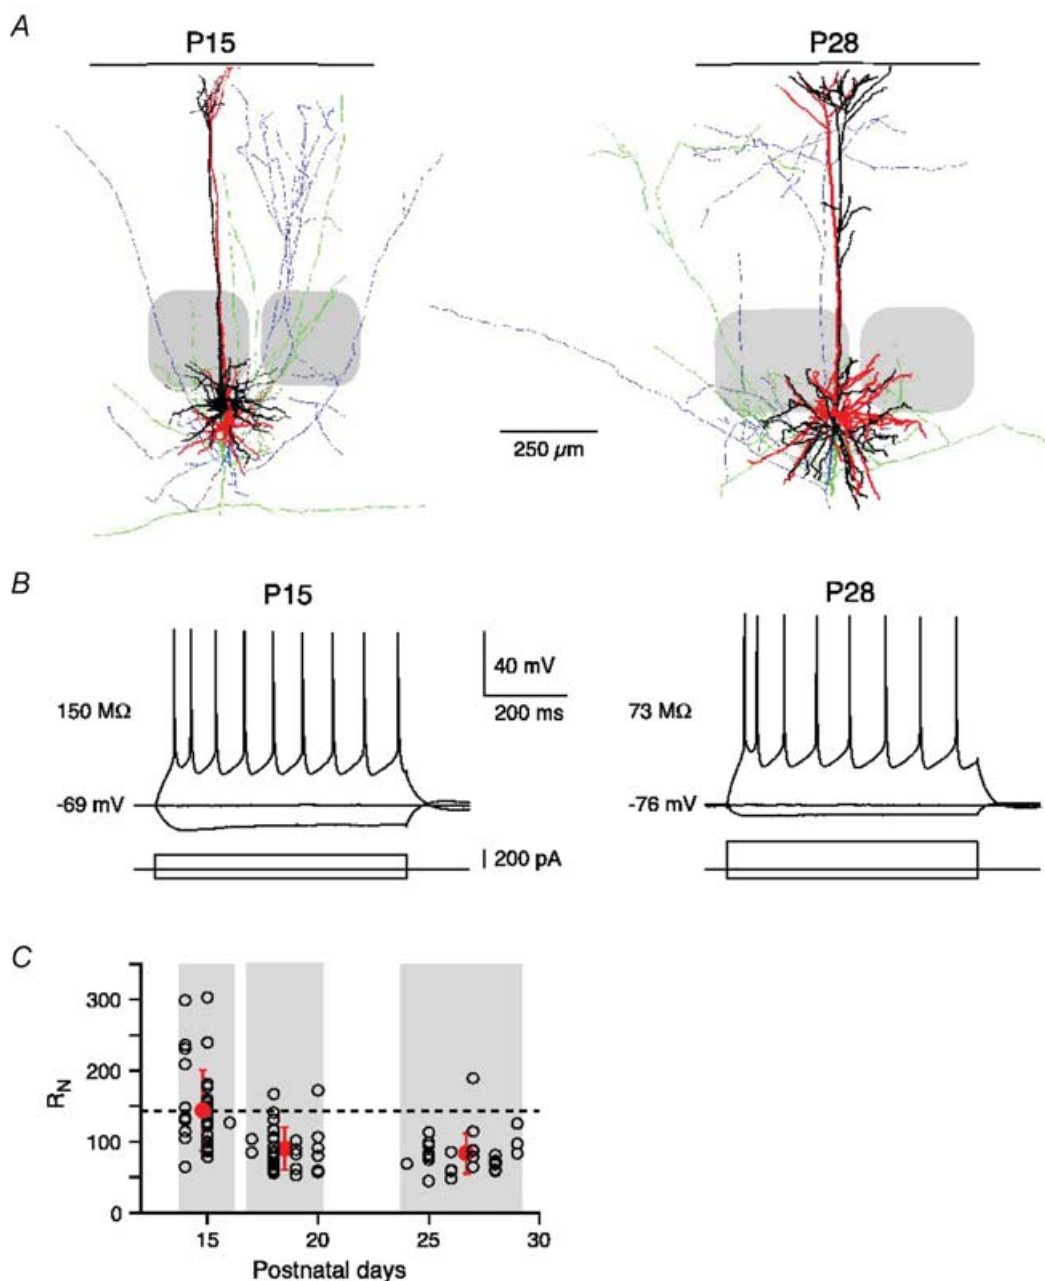 A
P15
P28
250 µm
B
P15
P28
40 mV
200 ms
150 MΩ
73 MΩ
-69 mV
-76 mV
200 pA
C
300
200
100
0
R_N
15
20
25
30
Postnatal days